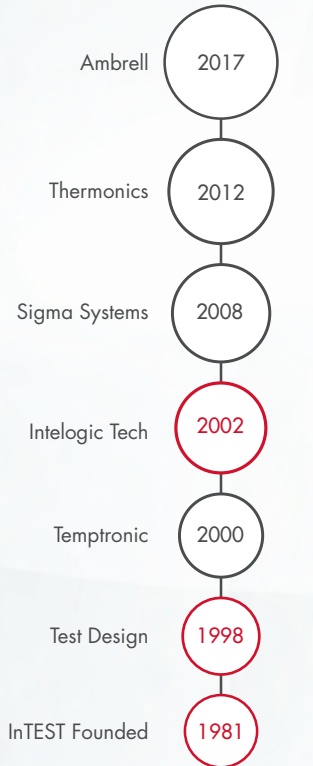 Ambrell 2017
Thermonics 2012
Sigma Systems 2008
Intelogic Tech 2002
Temptronic 2000
Test Design 1998
InTEST Founded 1981